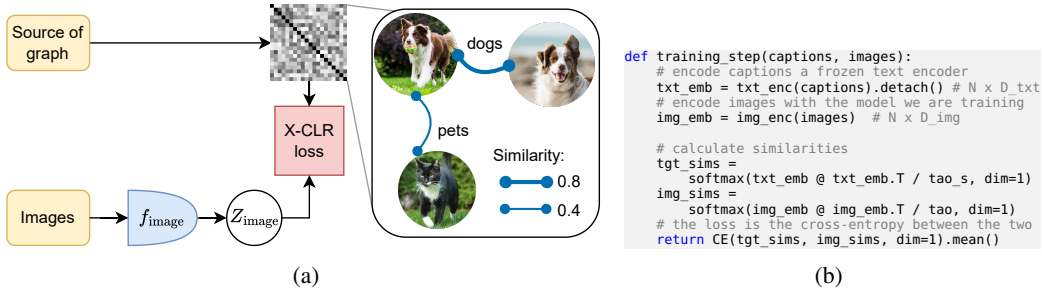 Source of
graph
X-CLR
loss
Images
f_image
Z_image
dogs
pets
Similarity:
0.8
0.4
(a)
def training_step(captions, images):
# encode captions a frozen text encoder
txt_emb = txt_enc(captions).detach() # N x D_txt
# encode images with the model we are training
img_emb = img_enc(images)  # N x D_img
# calculate similarities
tgt_sims =
softmax(txt_emb @ txt_emb.T / tao_s, dim=1)
img_sims =
softmax(img_emb @ img_emb.T / tao, dim=1)
# the loss is the cross-entropy between the two
return CE(tgt_sims, img_sims, dim=1).mean()
(b)